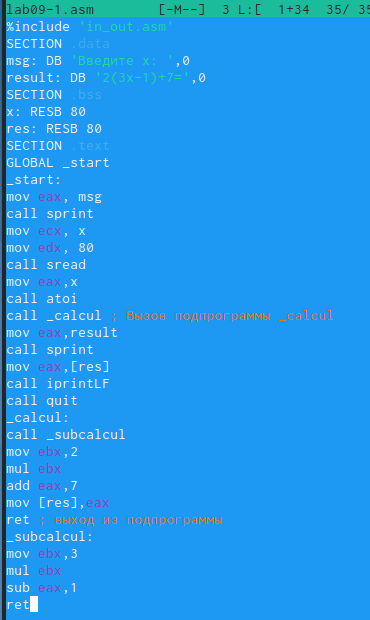 lab09-1.asm [-M--] 3 L:[ 1+34 35/ 35
%include 'in_out.asm'
SECTION .data
msg: DB 'Введите x: ',0
result: DB '2(3x-1)+7=',0
SECTION .bss
x: RESB 80
res: RESB 80
SECTION .text
GLOBAL _start
_start:
mov eax, msg
call sprint
mov ecx, x
mov edx, 80
call sread
mov eax,x
call atoi
call _calcul ; Вызов подпрограммы _calcul
mov eax,result
call sprint
mov eax,[res]
call iprintLF
call quit
_calcul:
call _subcalcul
mov ebx,2
mul ebx
add eax,7
mov [res],eax
ret ; выход из подпрограммы
_subcalcul:
mov ebx,3
mul ebx
sub eax,1
ret